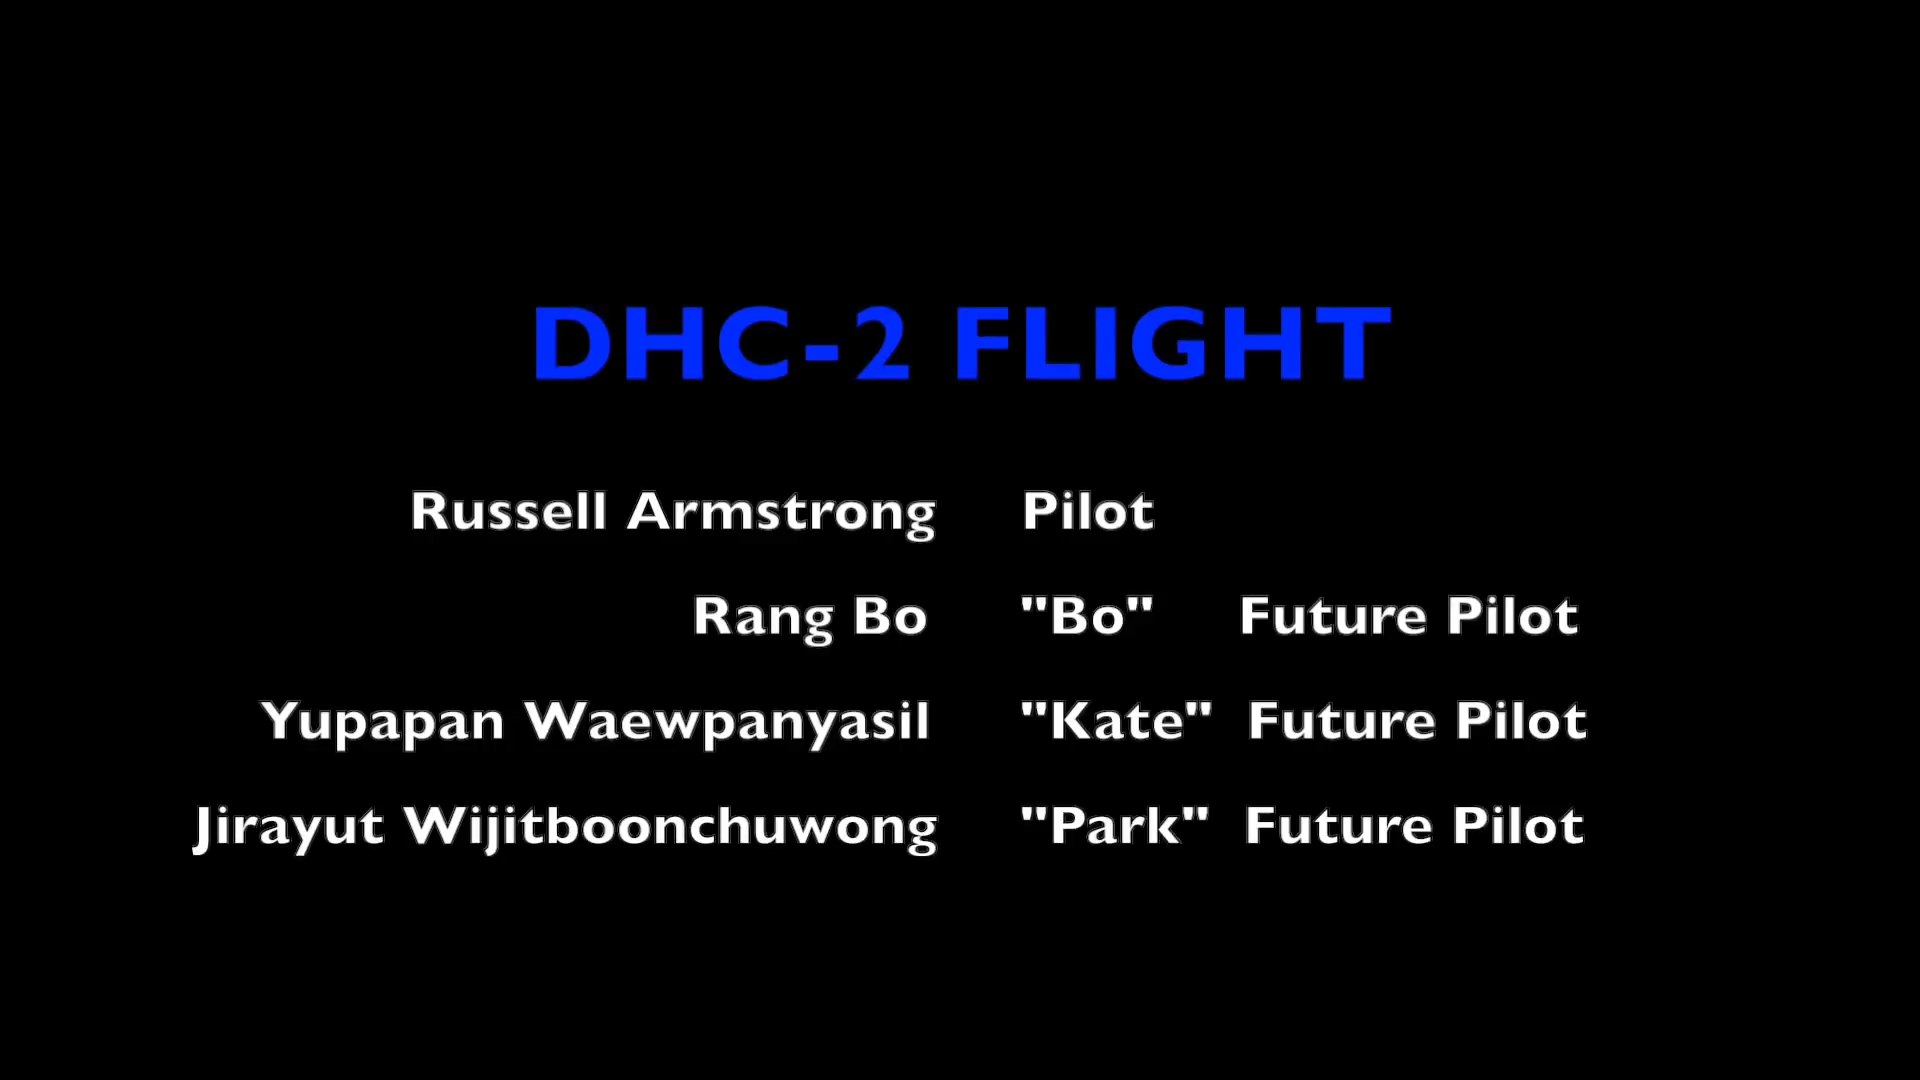 DHC-2 FLIGHT
Russell Armstrong Pilot
Rang Bo "Bo" Future Pilot
Yupapan Waewpanyasil "Kate" Future Pilot
Jirayut Wijitboonchuwong "Park" Future Pilot